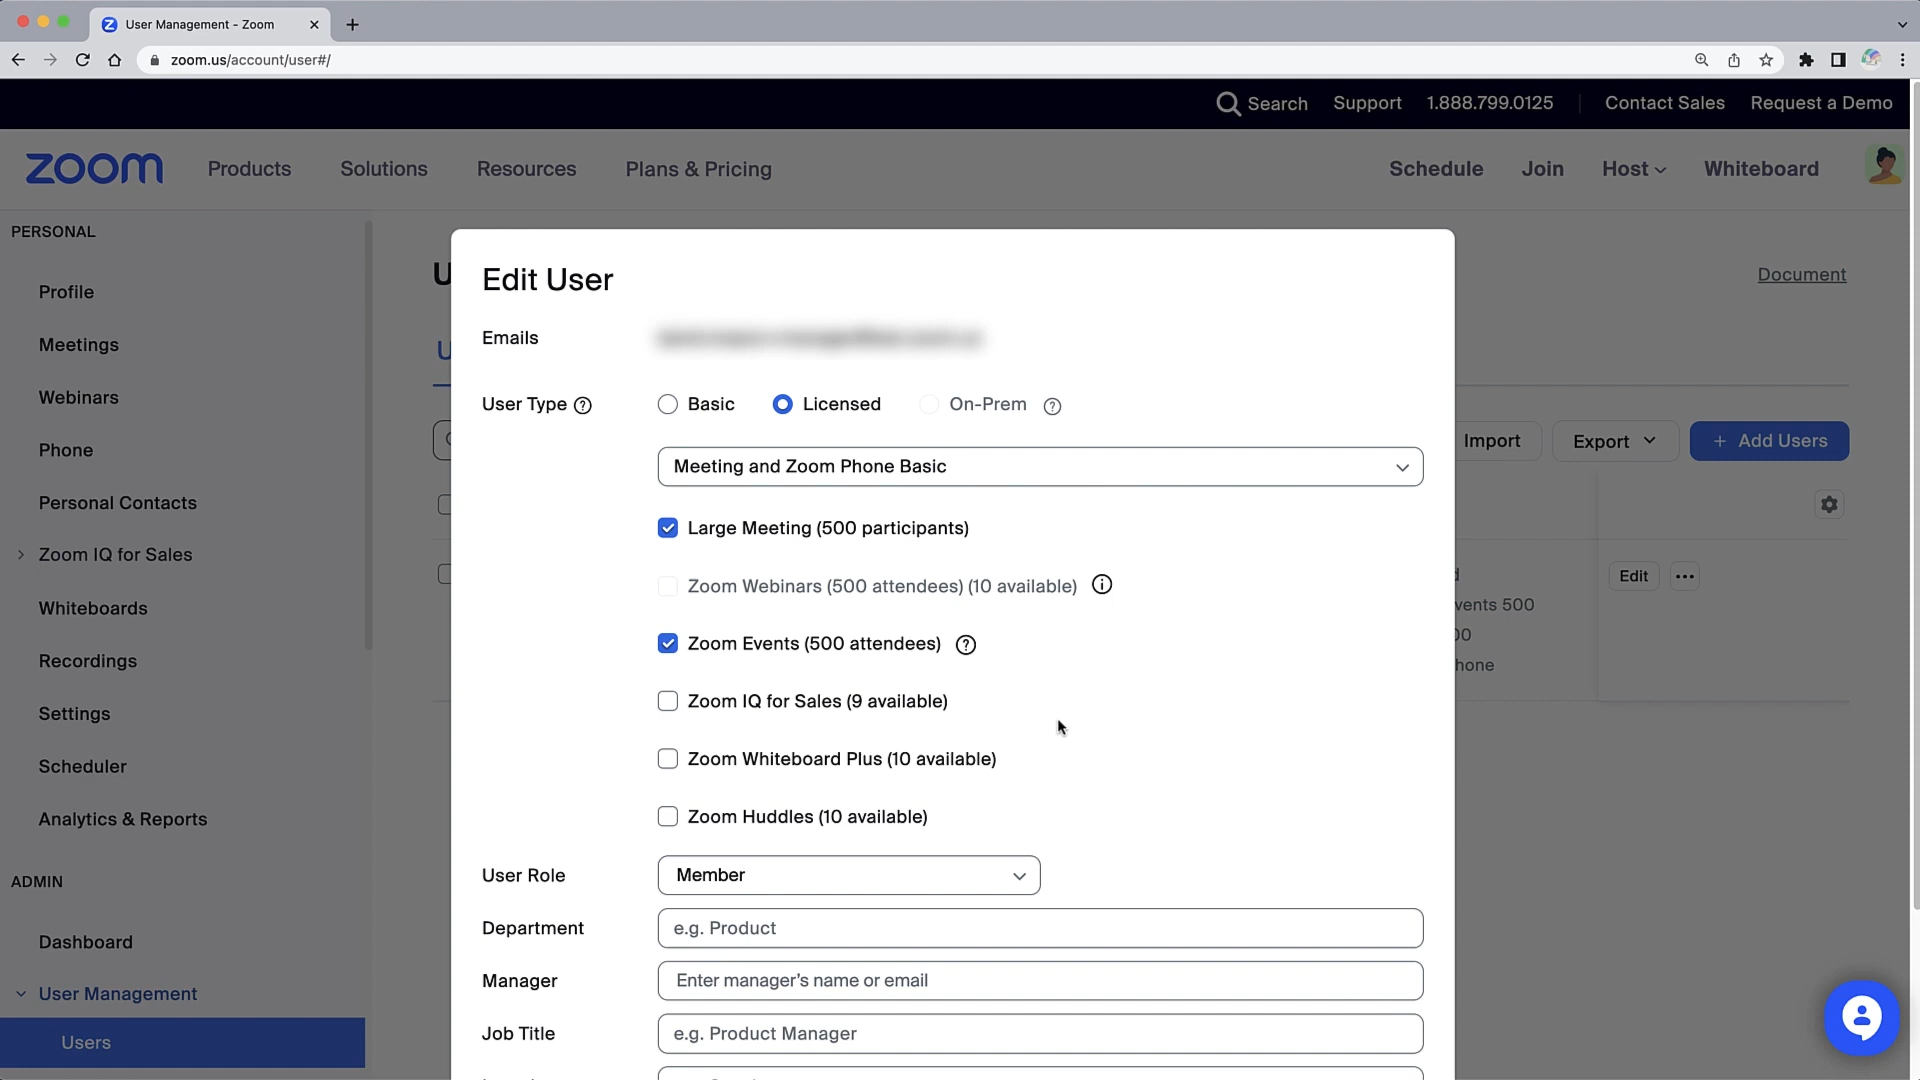 User Management - Zoom
zoom.us/account/user#/
Search Support 1.888.799.0125 Contact Sales Request a Demo
zoom Products Solutions Resources Plans & Pricing Schedule Join Host Whiteboard
PERSONAL
Profile
Meetings
Webinars
Phone
Personal Contacts
Zoom IQ for Sales
Whiteboards
Recordings
Settings
Scheduler
Analytics & Reports
ADMIN
Dashboard
User Management
Users
Document
Import Export + Add Users
Edit
vents 500
hone
Edit User
Emails
User Type Basic Licensed On-Prem
Meeting and Zoom Phone Basic
Large Meeting (500 participants)
Zoom Webinars (500 attendees) (10 available)
Zoom Events (500 attendees)
Zoom IQ for Sales (9 available)
Zoom Whiteboard Plus (10 available)
Zoom Huddles (10 available)
User Role Member
Department e.g. Product
Manager Enter manager's name or email
Job Title e.g. Product Manager